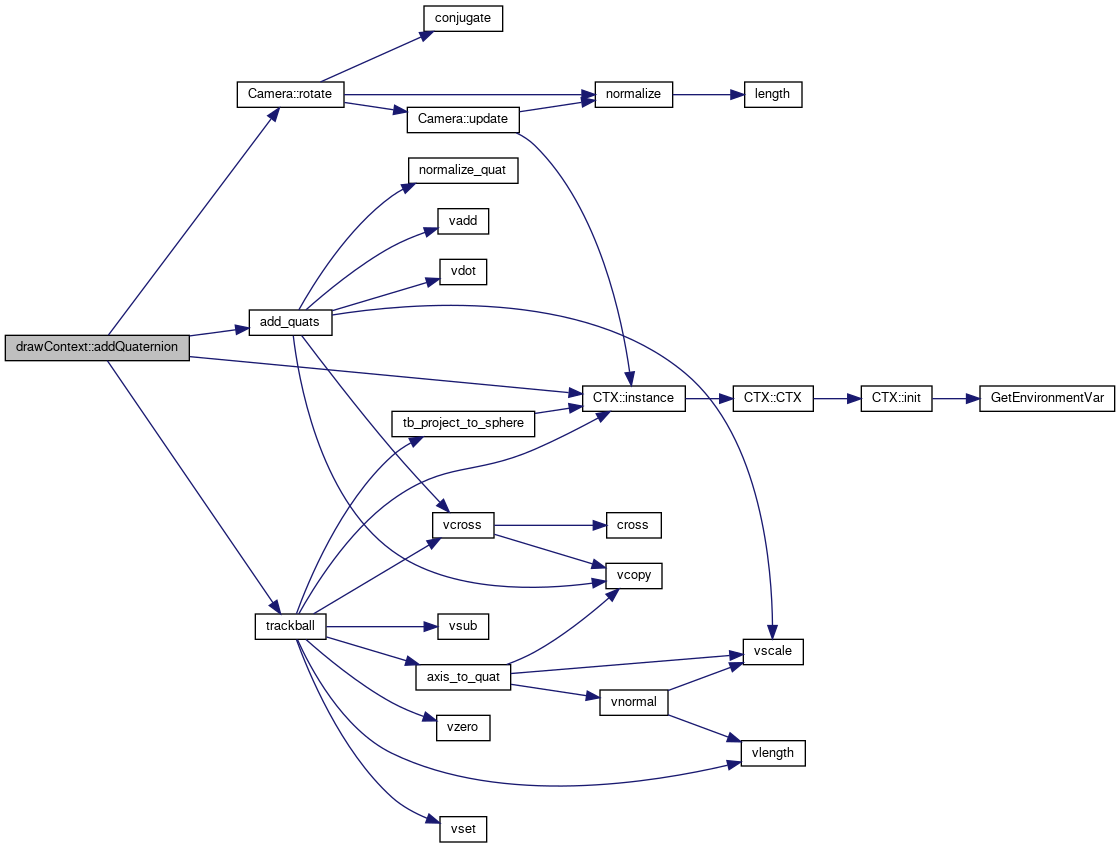 conjugate
Camera::rotate
normalize
length
Camera::update
normalize_quat
vadd
vdot
add_quats
drawContext::addQuaternion
CTX::instance
CTX::CTX
CTX::init
GetEnvironmentVar
tb_project_to_sphere
vcross
cross
vcopy
trackball
vsub
vscale
axis_to_quat
vnormal
vzero
vlength
vset